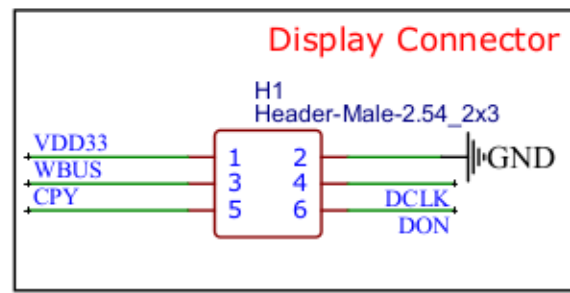 Display Connector
H1
Header-Male-2.54_2x3
VDD33 1 2 GND
WBUS 3 4 DCLK
CPY 5 6 DON